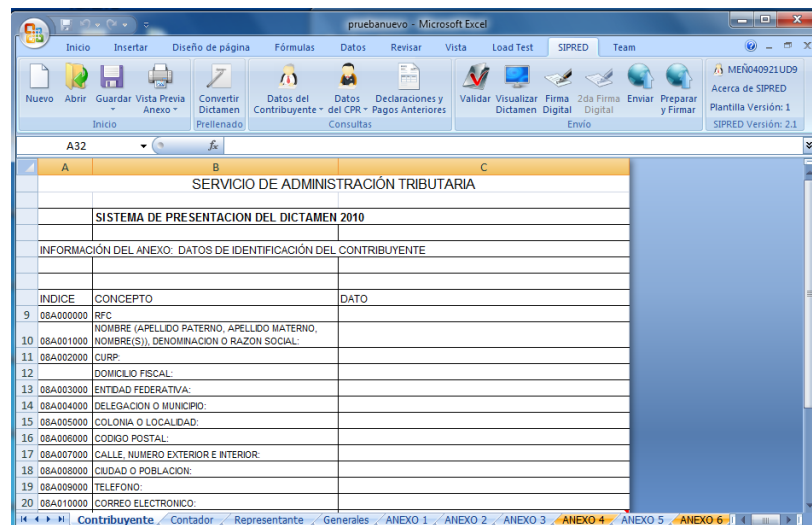 pruebanuevo - Microsoft Excel
Inicio Insertar Diseño de página Fórmulas Datos Revisar Vista Load Test SIPRED Team
Nuevo Abrir Guardar Vista Previa Anexo Convertir Dictamen Datos del Contribuyente Datos del CPR Declaraciones y Pagos Anteriores Validar Visualizar Dictamen Firma Digital 2da Firma Digital Enviar Preparar y Firmar
MEÑ040921UD9
Acerca de SIPRED
Plantilla Versión: 1
Inicio Prellenado Consultas Envío SIPRED Versión: 2.1
A32 fx
A B C
SERVICIO DE ADMINISTRACIÓN TRIBUTARIA
SISTEMA DE PRESENTACION DEL DICTAMEN 2010
INFORMACIÓN DEL ANEXO: DATOS DE IDENTIFICACIÓN DEL CONTRIBUYENTE
INDICE CONCEPTO DATO
9 08A000000 RFC
NOMBRE (APELLIDO PATERNO, APELLIDO MATERNO,
10 08A001000 NOMBRE(S)), DENOMINACION O RAZON SOCIAL:
11 08A002000 CURP:
12 DOMICILIO FISCAL:
13 08A003000 ENTIDAD FEDERATIVA:
14 08A004000 DELEGACION O MUNICIPIO:
15 08A005000 COLONIA O LOCALIDAD:
16 08A006000 CODIGO POSTAL:
17 08A007000 CALLE, NUMERO EXTERIOR E INTERIOR:
18 08A008000 CIUDAD O POBLACION:
19 08A009000 TELEFONO:
20 08A010000 CORREO ELECTRONICO:
Contribuyente Contador Representante Generales ANEXO 1 ANEXO 2 ANEXO 3 ANEXO 4 ANEXO 5 ANEXO 6